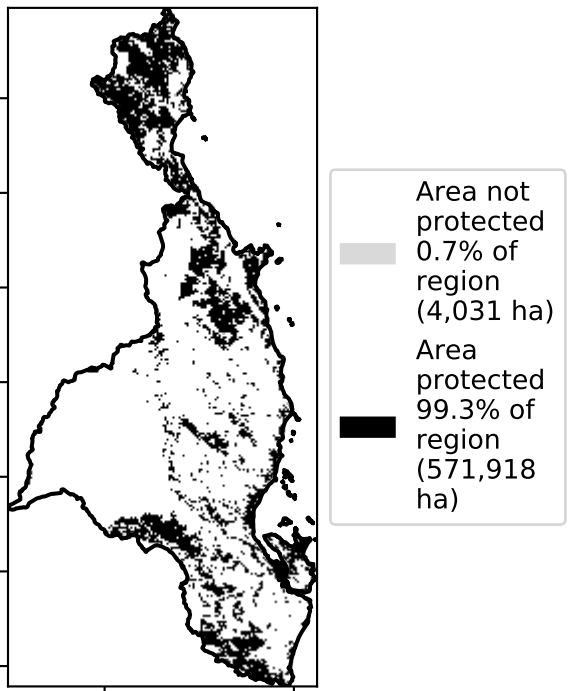 Area not
protected
0.7% of
region
(4,031 ha)
Area
protected
99.3% of
region
(571,918
ha)